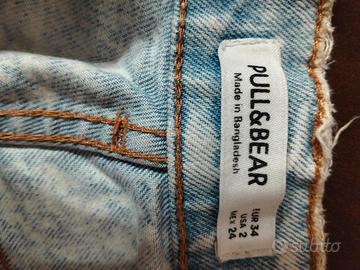 PULL&BEAR
Made in Bangladesh
EUR 34
USA 2
MEX 24
subito